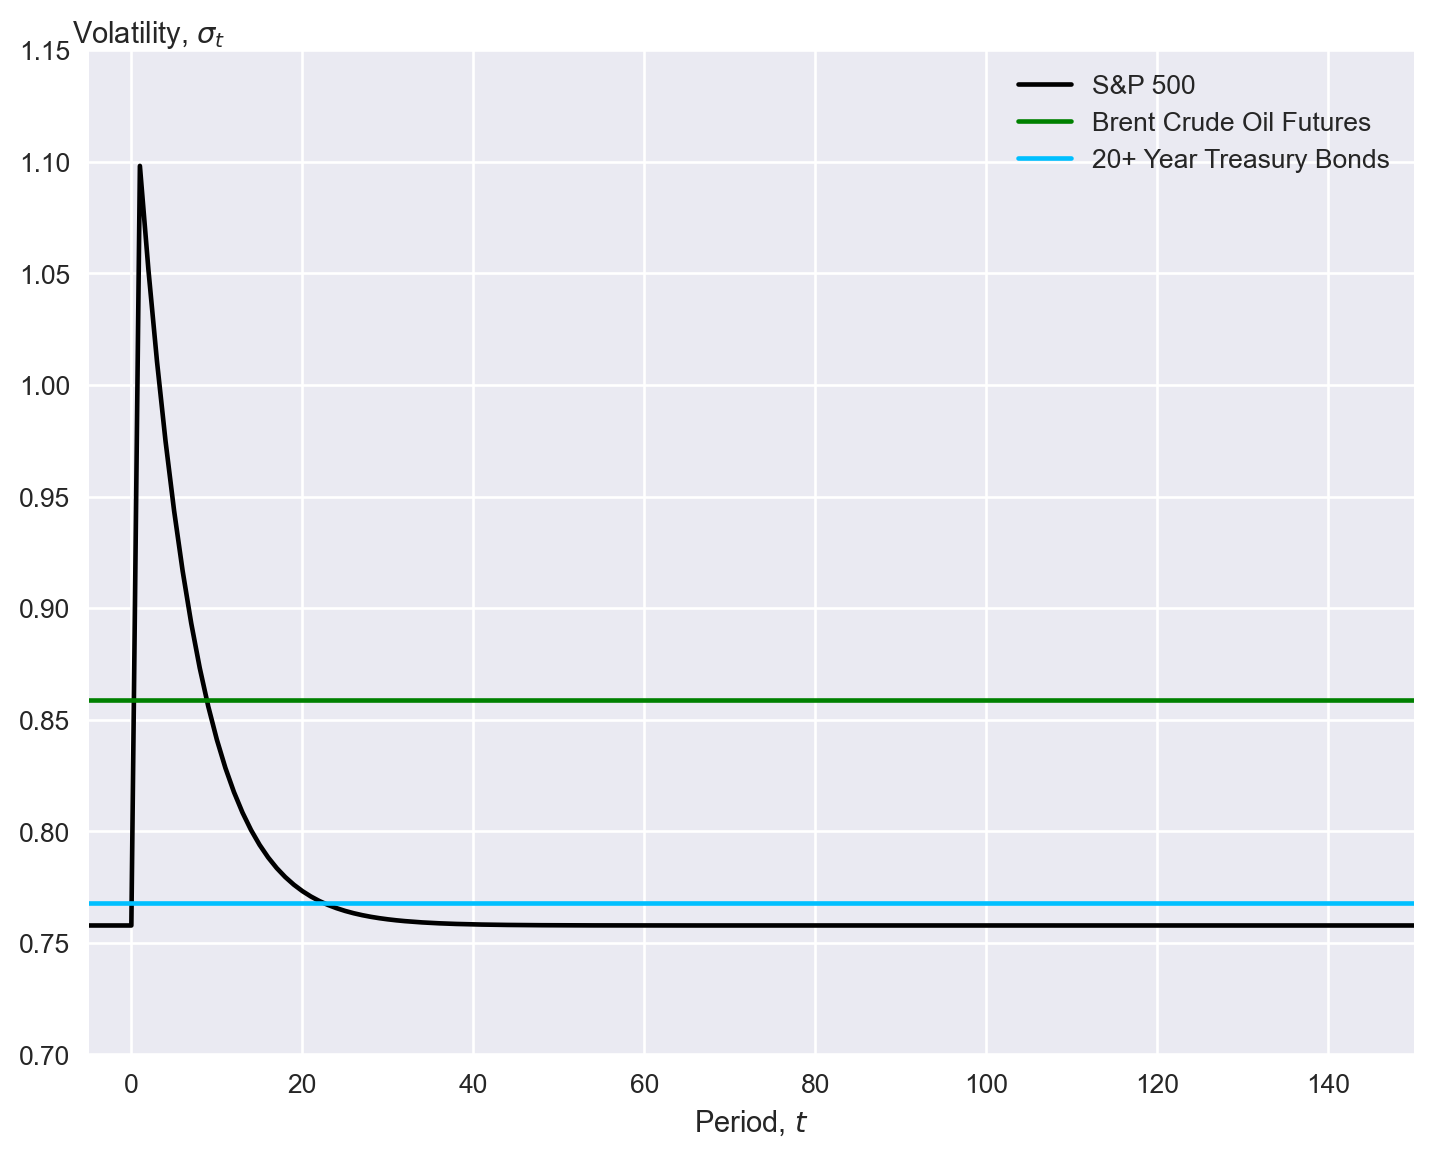 Volatility, σt
1.15
1.10
1.05
1.00
0.95
0.90
0.85
0.80
0.75
0.70
S&P 500
Brent Crude Oil Futures
20+ Year Treasury Bonds
0 20 40 60 80 100 120 140
Period, t